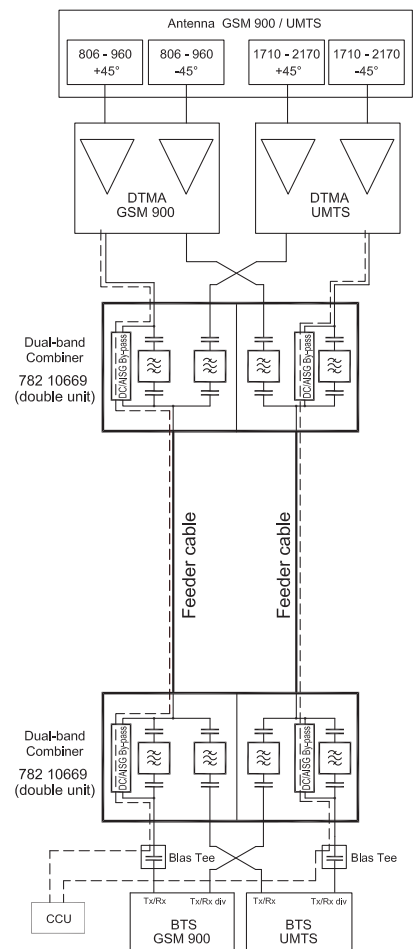 Antenna GSM 900 / UMTS
806 - 960
+45°
806 - 960
-45°
1710 - 2170
+45°
1710 - 2170
-45°
DTMA
GSM 900
DTMA
UMTS
Dual-band
Combiner
782 10669
(double unit)
DC/AISG By-pass
DC/AISG By-pass
Feeder cable
Feeder cable
Dual-band
Combiner
782 10669
(double unit)
DC/AISG By-pass
DC/AISG By-pass
Blas Tee
Blas Tee
CCU
Tx/Rx
Tx/Rx div
BTS
GSM 900
Tx/Rx
Tx/Rx div
BTS
UMTS